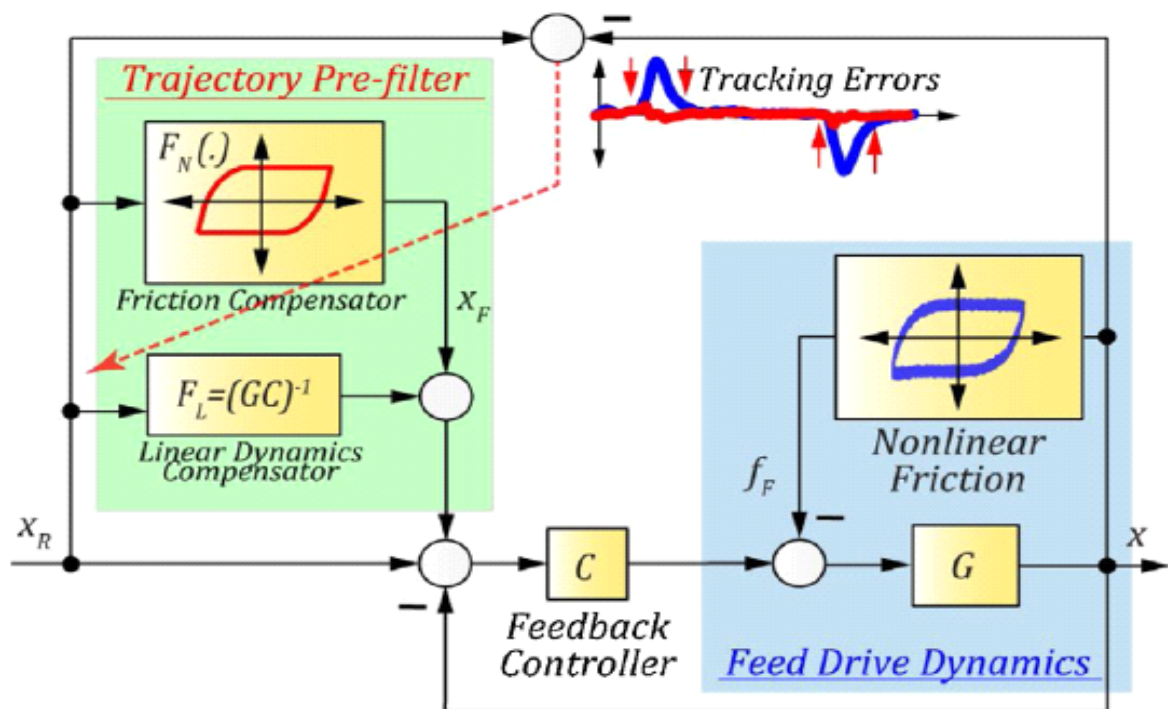 Trajectory Pre-filter
Tracking Errors
F_N(.)
Friction Compensator
x_F
F_L=(GC)^-1
Linear Dynamics
Compensator
Nonlinear
Friction
f_F
x_R
C
G
x
Feedback
Controller
Feed Drive Dynamics